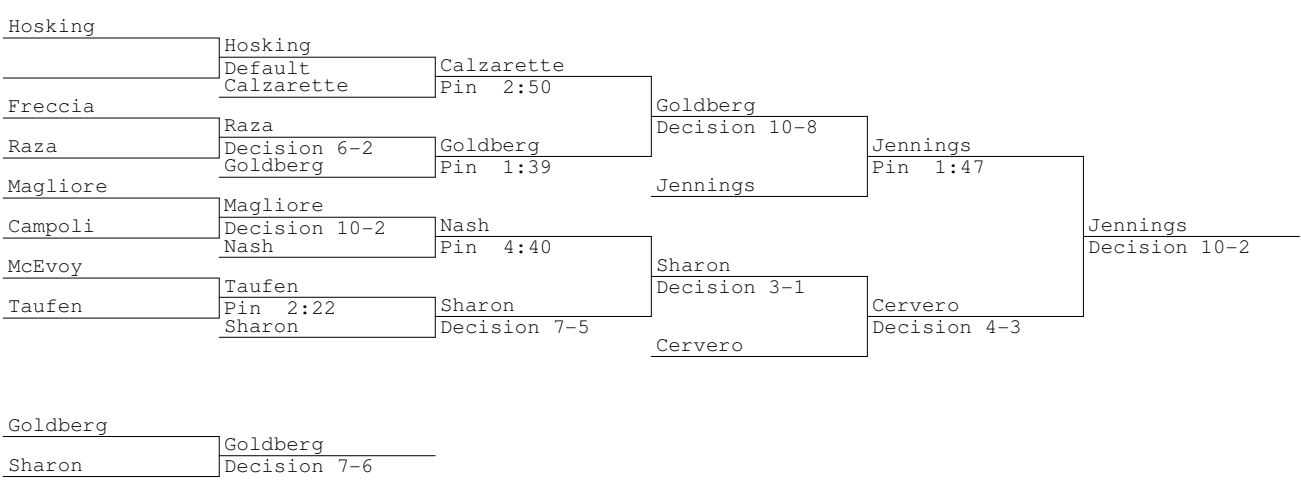 Hosking
Hosking
Default
Calzarette
Calzarette
Pin 2:50
Freccia
Raza
Raza
Decision 6-2
Goldberg
Goldberg
Pin 1:39
Goldberg
Decision 10-8
Jennings
Jennings
Pin 1:47
Magliore
Campoli
Magliore
Decision 10-2
Nash
Nash
Pin 4:40
McEvoy
Taufen
Taufen
Pin 2:22
Sharon
Sharon
Decision 7-5
Sharon
Decision 3-1
Cervero
Cervero
Decision 4-3
Jennings
Decision 10-2
Goldberg
Sharon
Goldberg
Decision 7-6